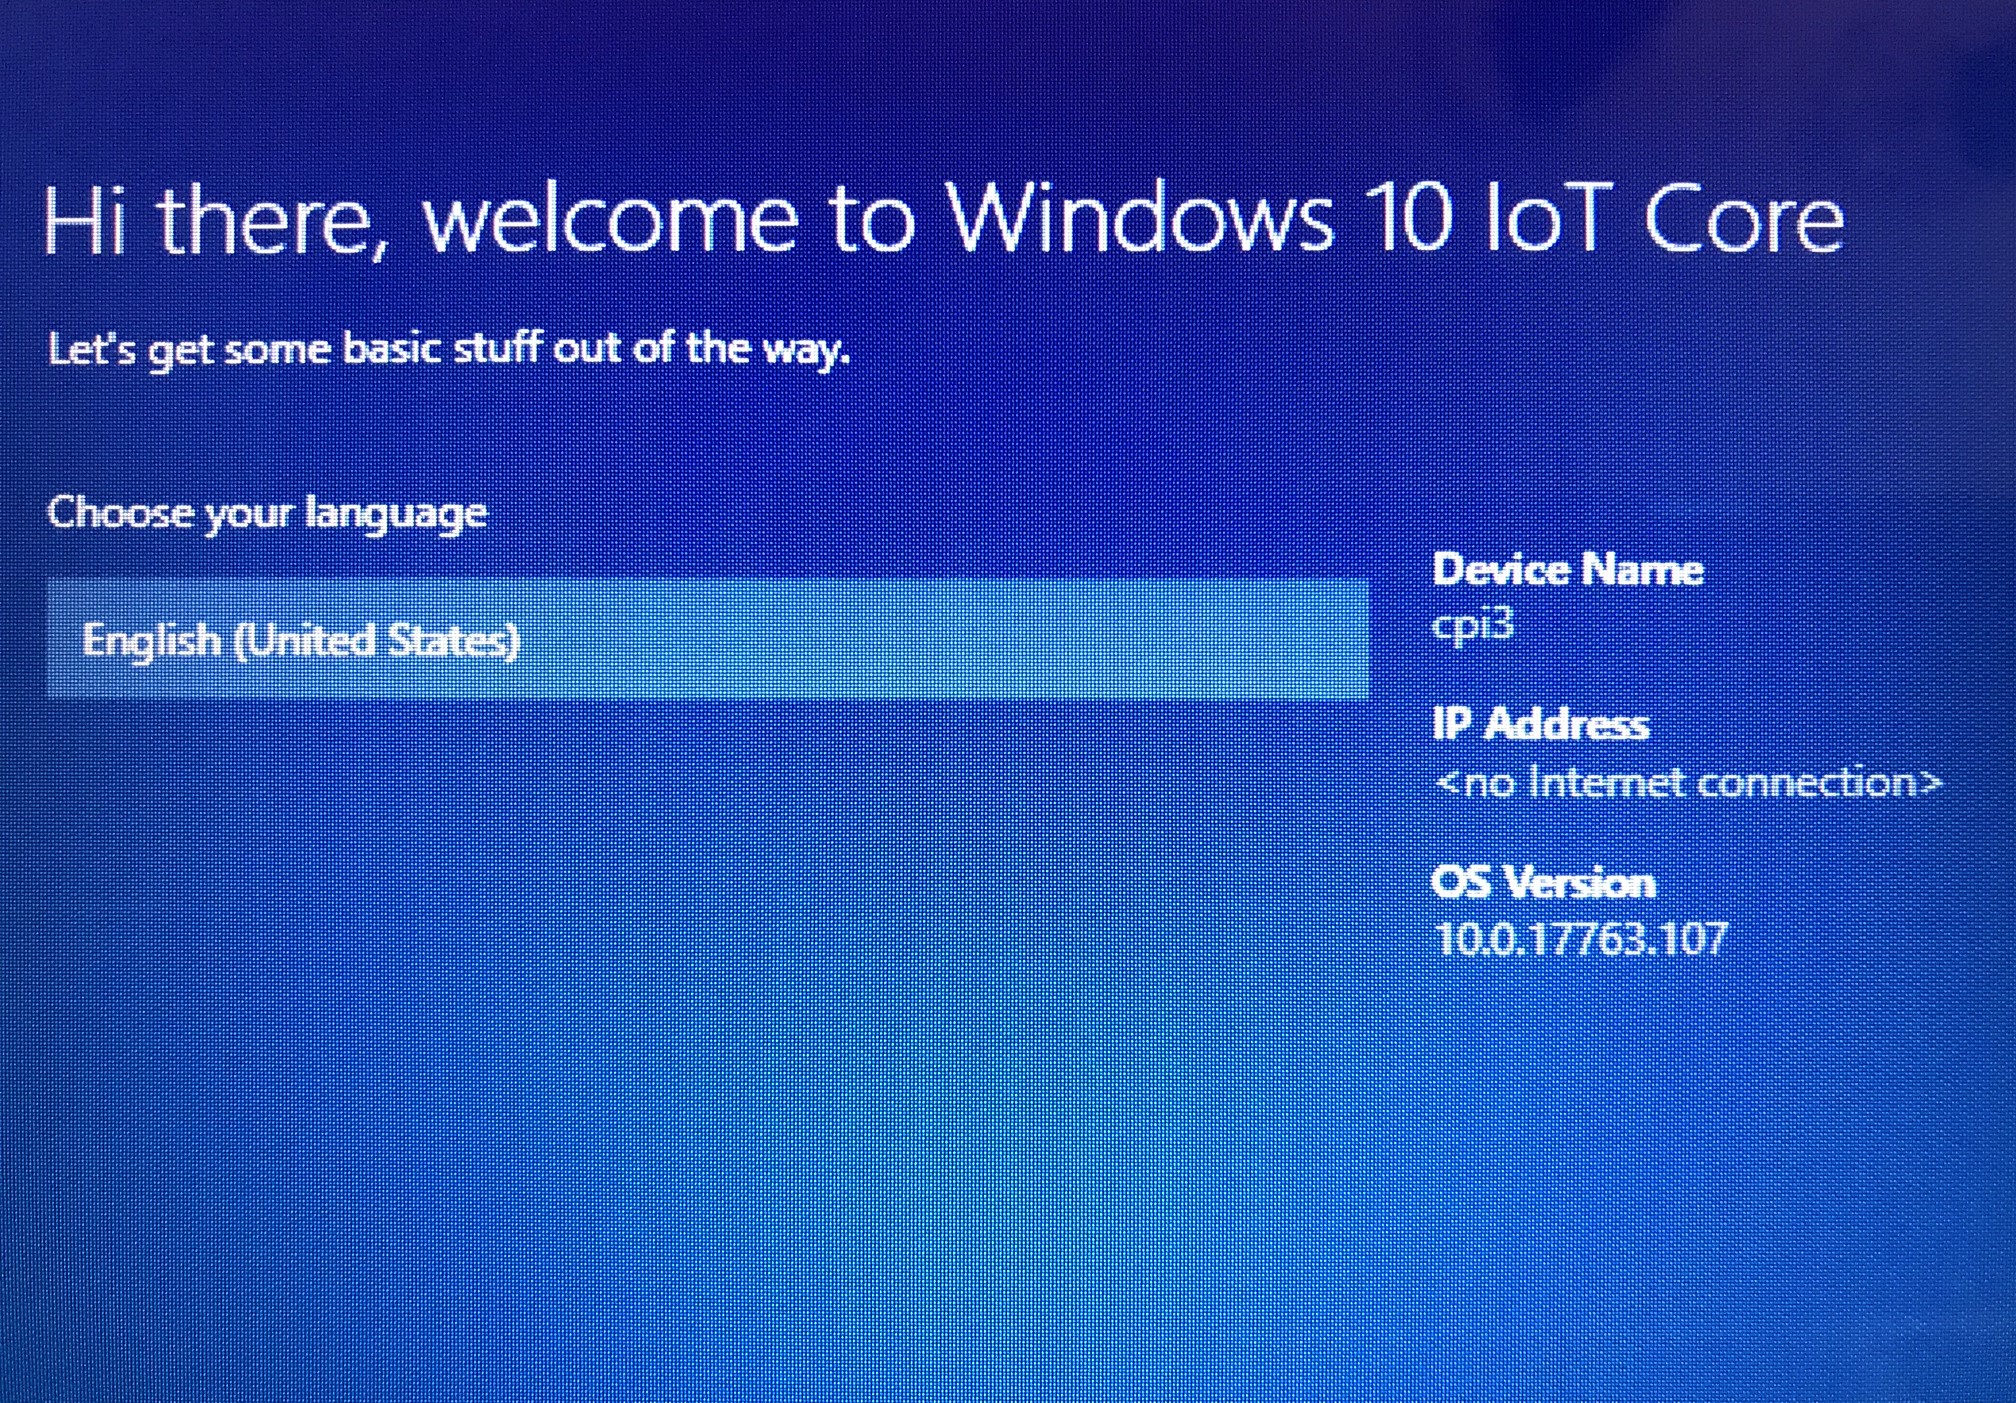 Hi there, welcome to Windows 10 IoT Core
Let's get some basic stuff out of the way.
Choose your language
English (United States)
Device Name
cpi3
IP Address
<no Internet connection>
OS Version
10.0.17763.107